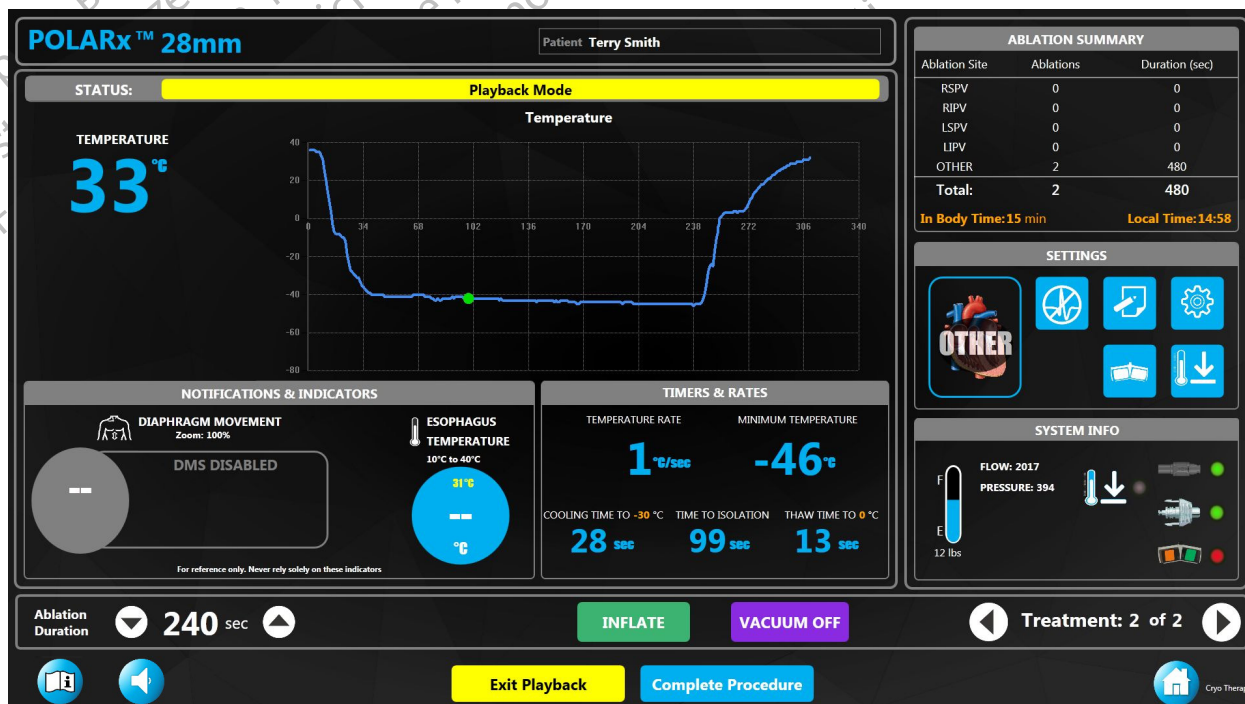 POLARx™ 28mm
Patient Terry Smith
STATUS:
Playback Mode
TEMPERATURE
33°C
Temperature
40
20
0
-20
-40
-60
-80
0 34 68 102 136 170 204 238 272 306 340
NOTIFICATIONS & INDICATORS
DIAPHRAGM MOVEMENT
Zoom: 100%
DMS DISABLED
--
ESOPHAGUS
TEMPERATURE
10°C to 40°C
31°C
--
°C
For reference only. Never rely solely on these indicators
TIMERS & RATES
TEMPERATURE RATE
MINIMUM TEMPERATURE
1 °C/sec
-46 °C
COOLING TIME TO -30 °C
TIME TO ISOLATION
THAW TIME TO 0 °C
28 sec
99 sec
13 sec
ABLATION SUMMARY
Ablation Site Ablations Duration (sec)
RSPV 0 0
RIPV 0 0
LSPV 0 0
LIPV 0 0
OTHER 2 480
Total: 2 480
In Body Time:15 min
Local Time:14:58
SETTINGS
OTHER
SYSTEM INFO
F
E
12 lbs
FLOW: 2017
PRESSURE: 394
Ablation
Duration
240 sec
INFLATE
VACUUM OFF
Treatment: 2 of 2
Exit Playback
Complete Procedure
Cryo Therap